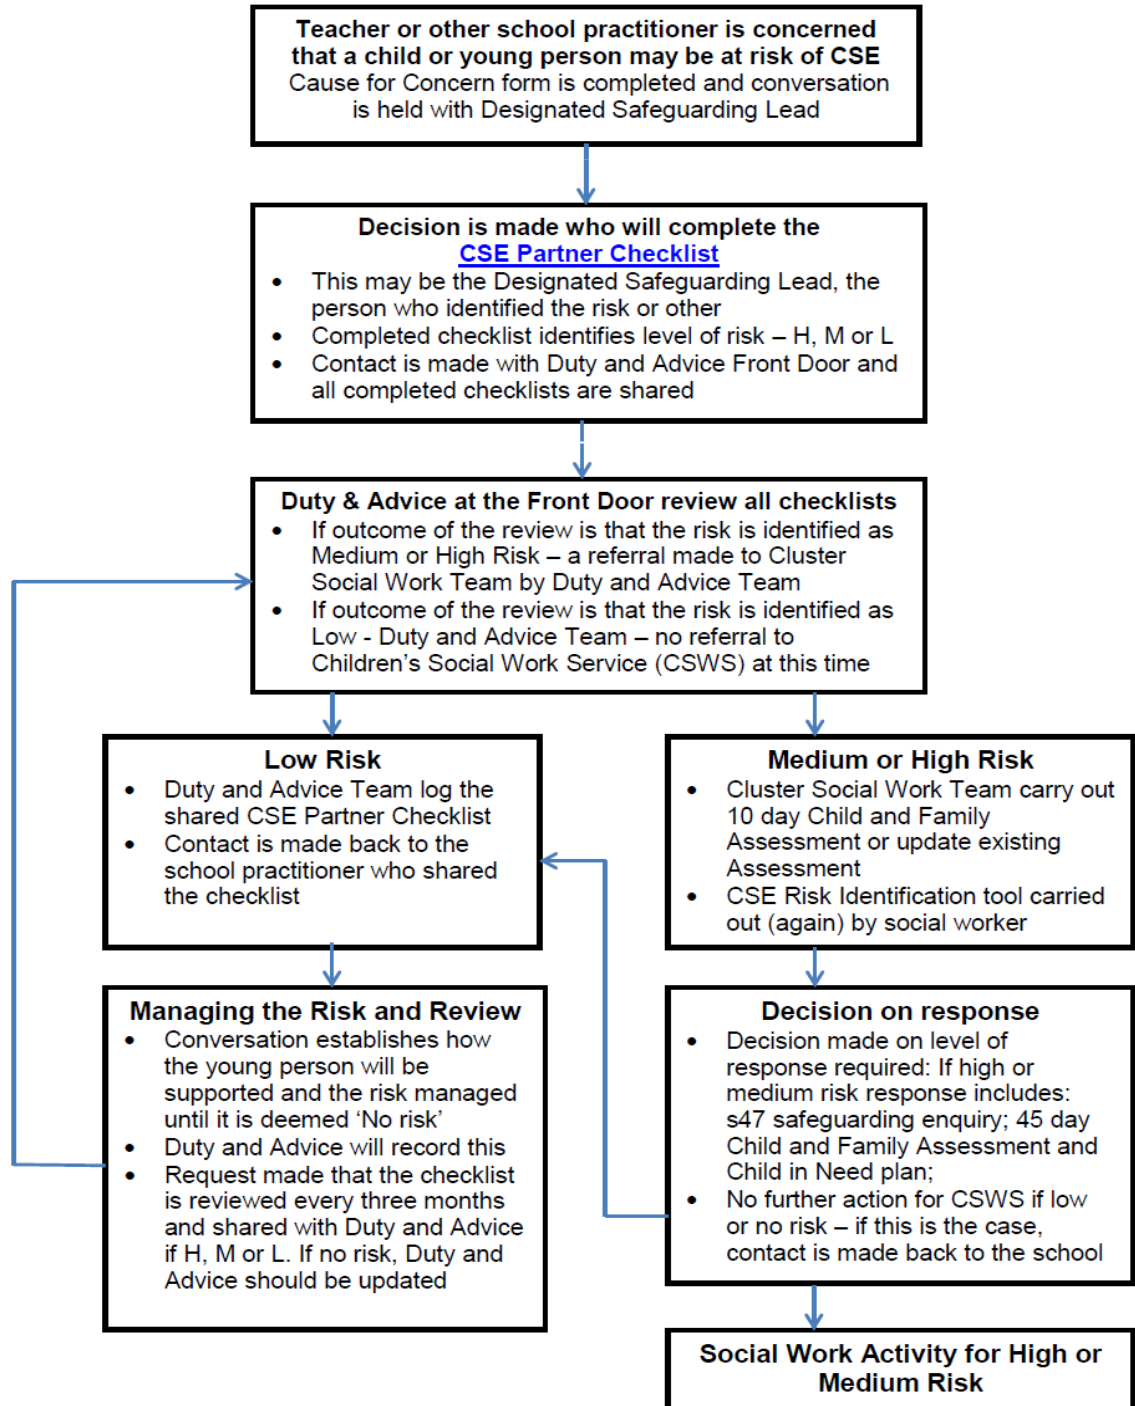 Teacher or other school practitioner is concerned
that a child or young person may be at risk of CSE
Cause for Concern form is completed and conversation
is held with Designated Safeguarding Lead
Decision is made who will complete the
CSE Partner Checklist
• This may be the Designated Safeguarding Lead, the
person who identified the risk or other
• Completed checklist identifies level of risk – H, M or L
• Contact is made with Duty and Advice Front Door and
all completed checklists are shared
Duty & Advice at the Front Door review all checklists
• If outcome of the review is that the risk is identified as
Medium or High Risk – a referral made to Cluster
Social Work Team by Duty and Advice Team
• If outcome of the review is that the risk is identified as
Low - Duty and Advice Team – no referral to
Children's Social Work Service (CSWS) at this time
Low Risk
• Duty and Advice Team log the
shared CSE Partner Checklist
• Contact is made back to the
school practitioner who shared
the checklist
Medium or High Risk
• Cluster Social Work Team carry out
10 day Child and Family
Assessment or update existing
Assessment
• CSE Risk Identification tool carried
out (again) by social worker
Managing the Risk and Review
• Conversation establishes how
the young person will be
supported and the risk managed
until it is deemed 'No risk'
• Duty and Advice will record this
• Request made that the checklist
is reviewed every three months
and shared with Duty and Advice
if H, M or L. If no risk, Duty and
Advice should be updated
Decision on response
• Decision made on level of
response required: If high or
medium risk response includes:
s47 safeguarding enquiry; 45 day
Child and Family Assessment and
Child in Need plan;
• No further action for CSWS if low
or no risk – if this is the case,
contact is made back to the school
Social Work Activity for High or
Medium Risk